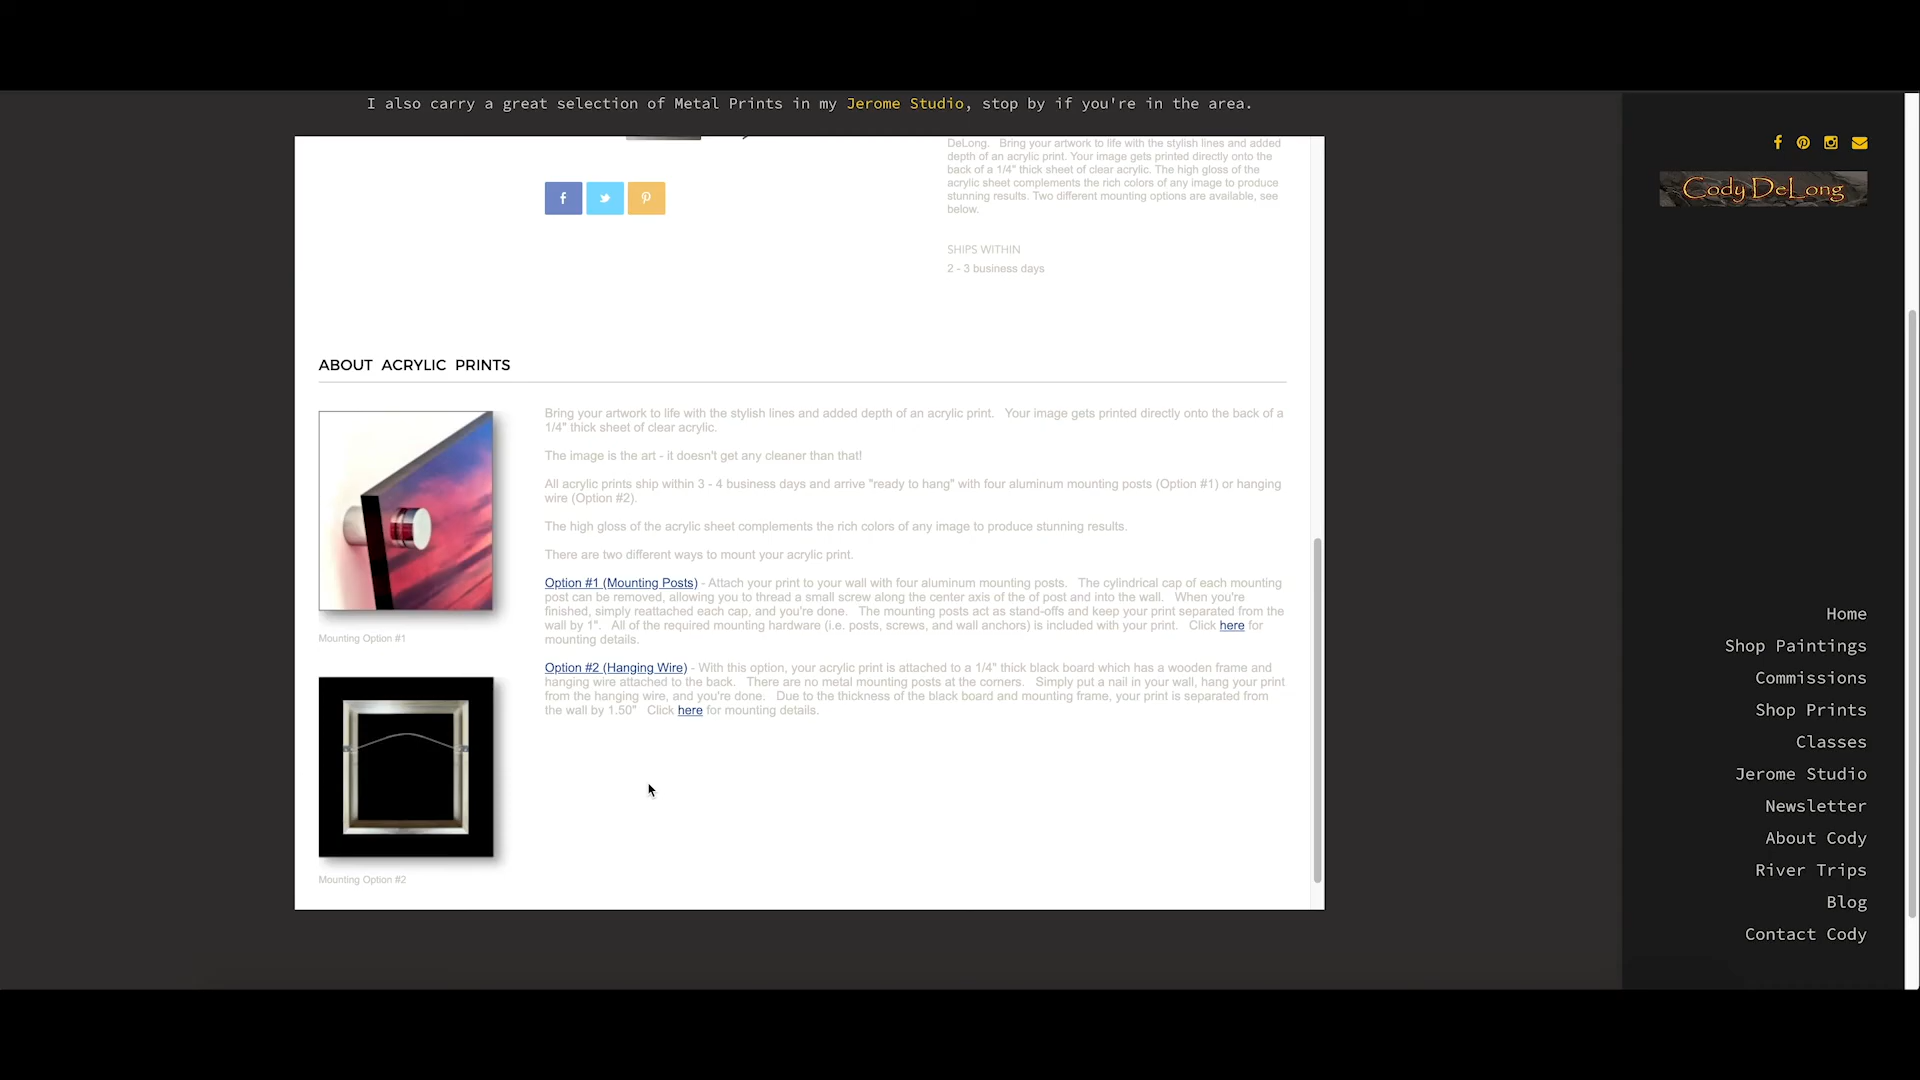 I also carry a great selection of Metal Prints in my Jerome Studio, stop by if you're in the area.
DeLong. Bring your artwork to life with the stylish lines and added
depth of an acrylic print. Your image gets printed directly onto the
back of a 1/4" thick sheet of clear acrylic. The high gloss of the
acrylic sheet complements the rich colors of any image to produce
stunning results. Two different mounting options are available, see
below.
SHIPS WITHIN
2 - 3 business days
ABOUT ACRYLIC PRINTS
Bring your artwork to life with the stylish lines and added depth of an acrylic print. Your image gets printed directly onto the back of a
1/4" thick sheet of clear acrylic.
The image is the art - it doesn't get any cleaner than that!
All acrylic prints ship within 3 - 4 business days and arrive "ready to hang" with four aluminum mounting posts (Option #1) or hanging
wire (Option #2).
The high gloss of the acrylic sheet complements the rich colors of any image to produce stunning results.
There are two different ways to mount your acrylic print.
Option #1 (Mounting Posts) - Attach your print to your wall with four aluminum mounting posts. The cylindrical cap of each mounting
post can be removed, allowing you to thread a small screw along the center axis of the of post and into the wall. When you're
finished, simply reattached each cap, and you're done. The mounting posts act as stand-offs and keep your print separated from the
wall by 1". All of the required mounting hardware (i.e. posts, screws, and wall anchors) is included with your print. Click here for
mounting details.
Mounting Option #1
Option #2 (Hanging Wire) - With this option, your acrylic print is attached to a 1/4" thick black board which has a wooden frame and
hanging wire attached to the back. There are no metal mounting posts at the corners. Simply put a nail in your wall, hang your print
from the hanging wire, and you're done. Due to the thickness of the black board and mounting frame, your print is separated from
the wall by 1.50" Click here for mounting details.
Mounting Option #2
Cody DeLong
Home
Shop Paintings
Commissions
Shop Prints
Classes
Jerome Studio
Newsletter
About Cody
River Trips
Blog
Contact Cody